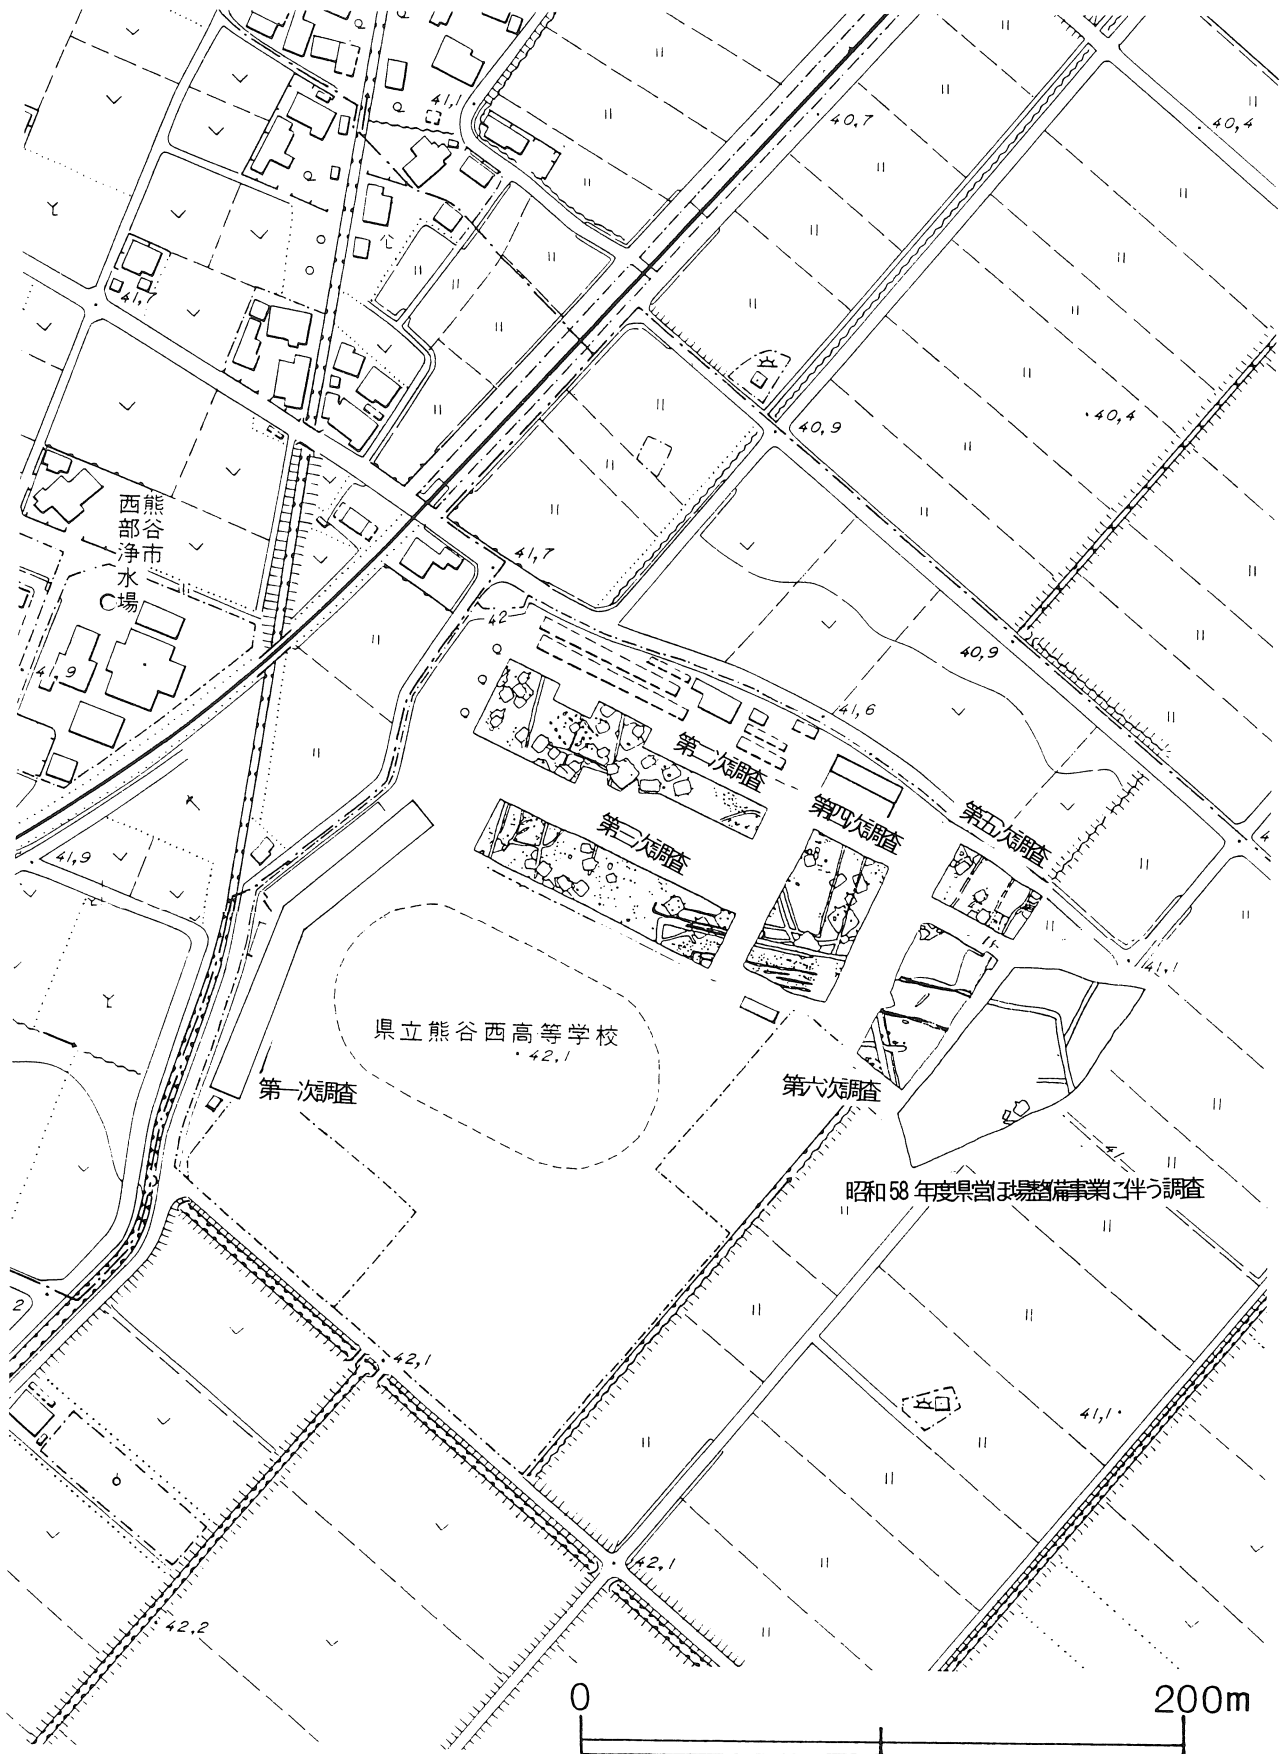 41,1
40,7
40,4
41,7
40,9
40,4
熊谷市
西部浄水場
41,7
42
40,9
41,9
41,6
第二次調査
第三次調査
第四次調査
第五次調査
41,9
41,1
県立熊谷西高等学校
42,1
第一次調査
第六次調査
41
昭和58年度県営ほ場整備事業に伴う調査
42,1
41,1
42,1
42,2
0
200m